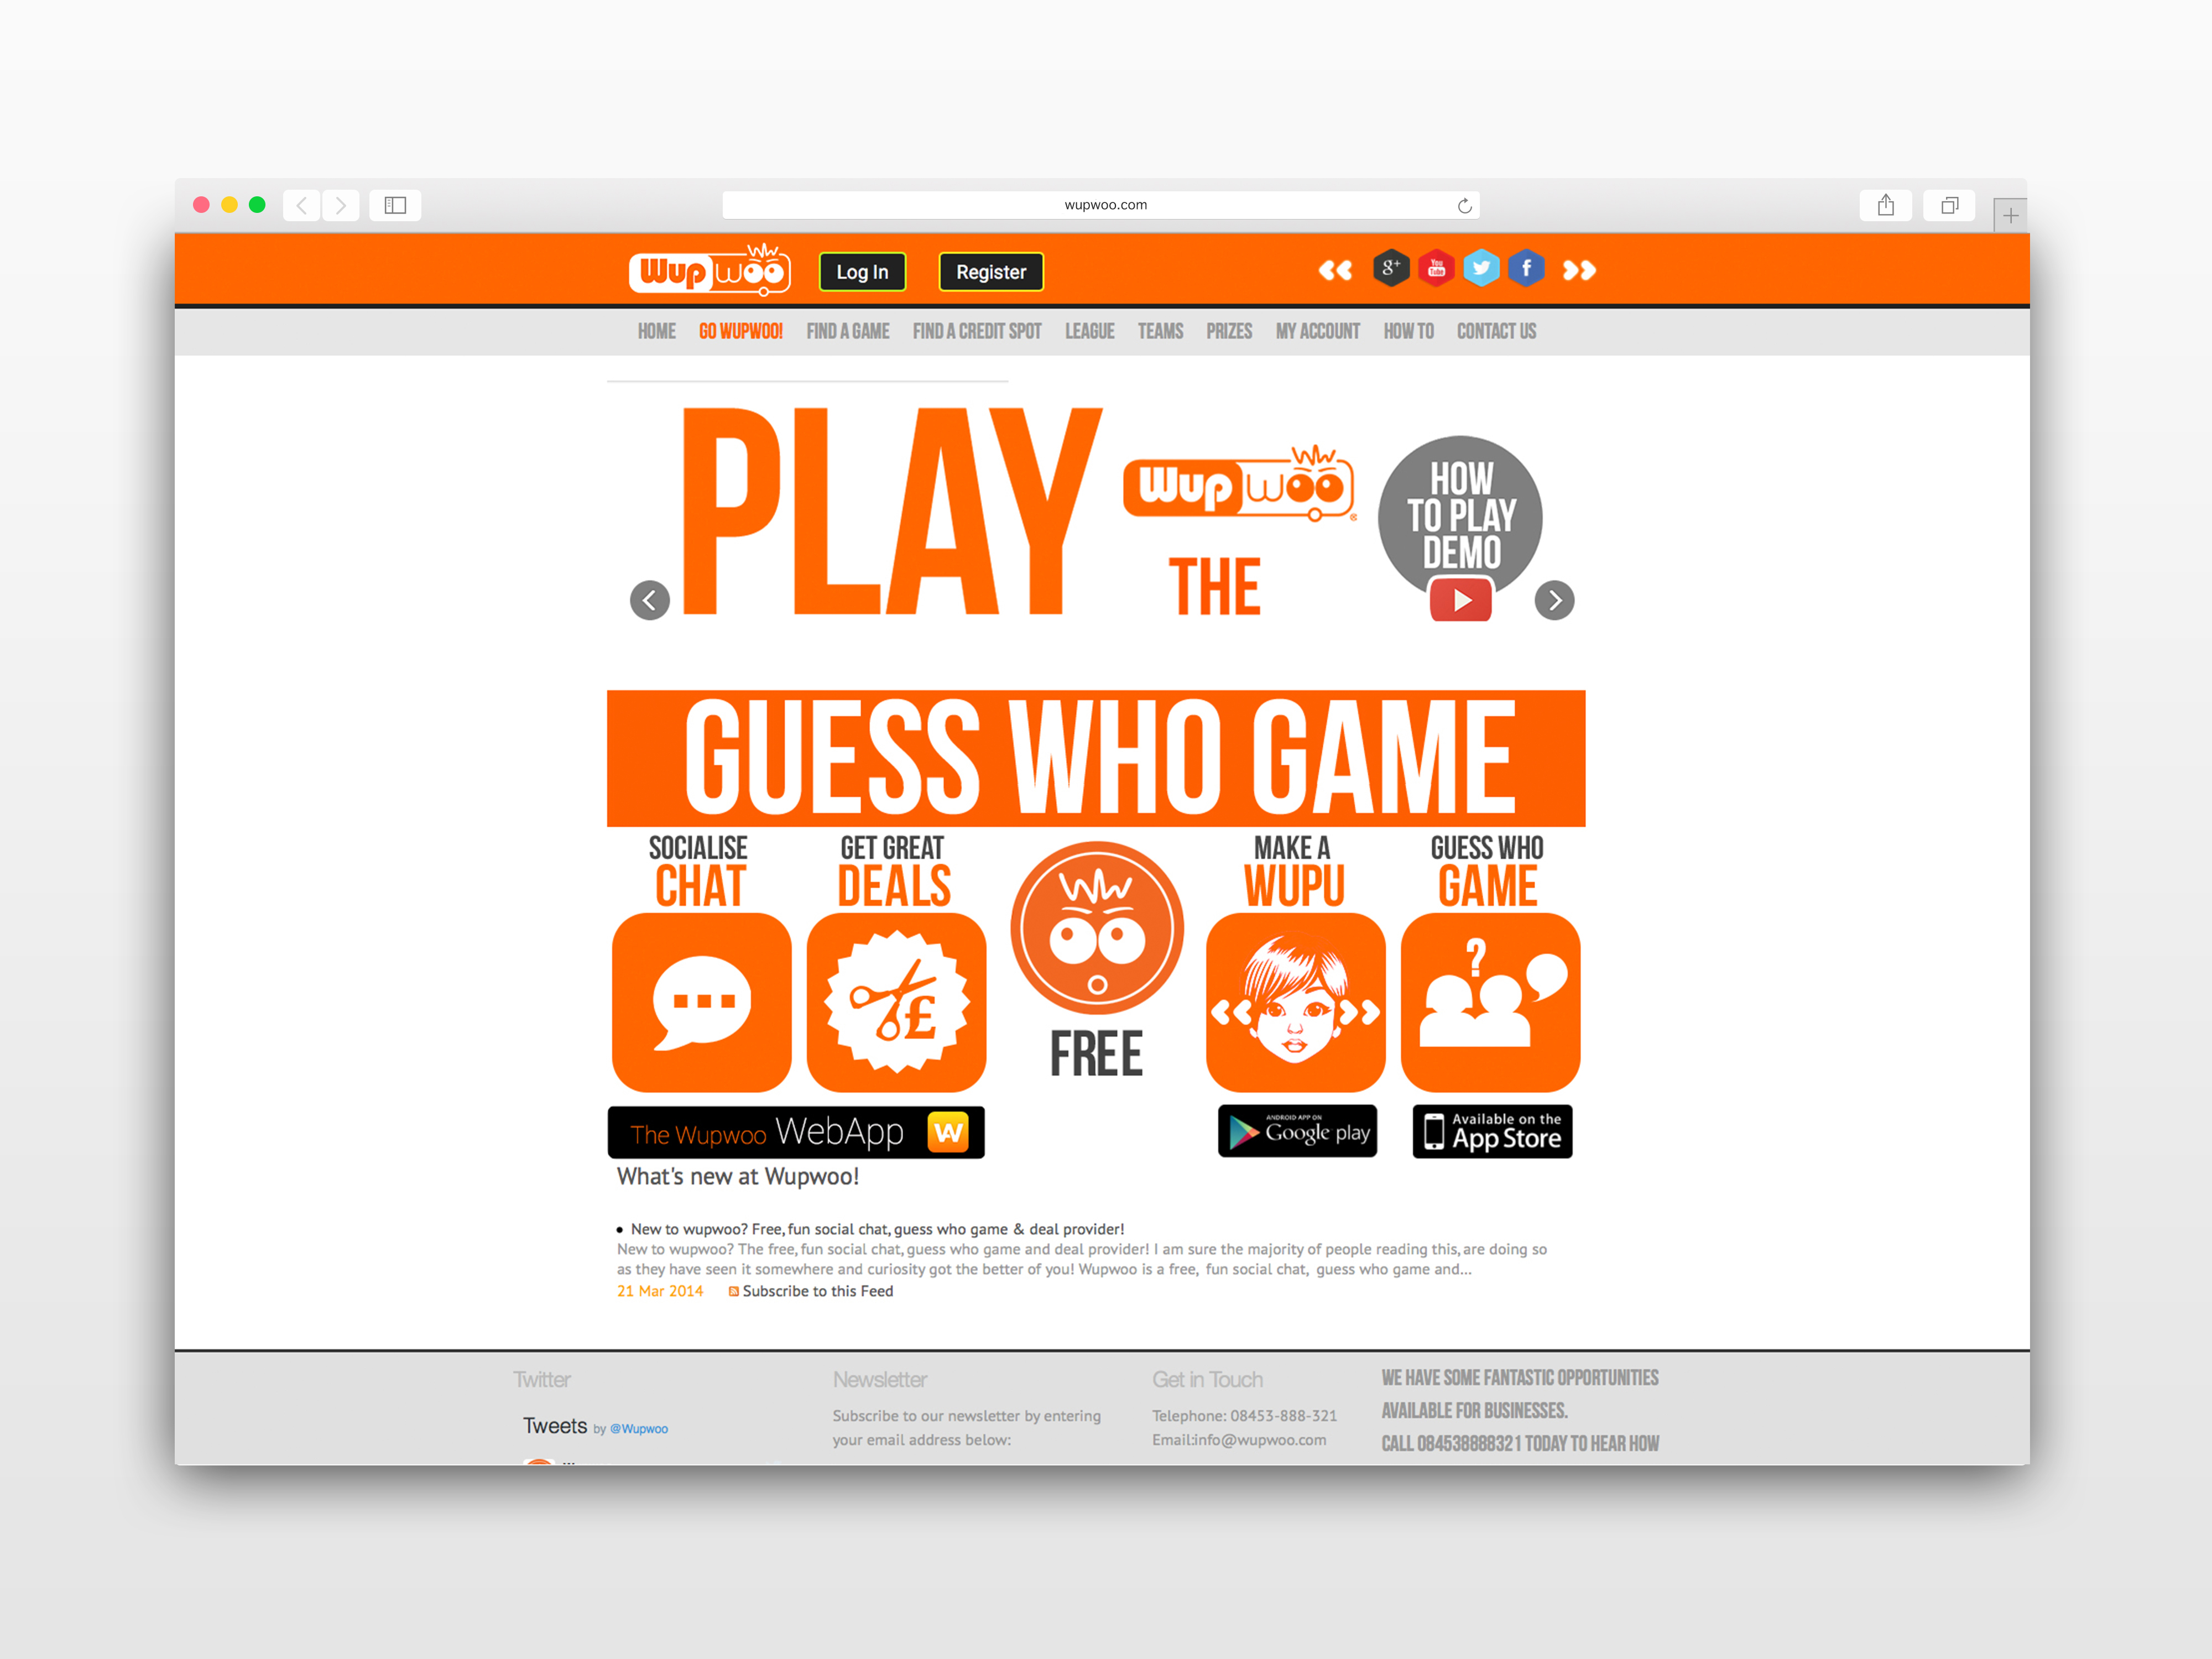 wupwoo.com
Wupwoo
Log In
Register
g+
You Tube
f
HOME GO WUPWOO! FIND A GAME FIND A CREDIT SPOT LEAGUE TEAMS PRIZES MY ACCOUNT HOW TO CONTACT US
PLAY
Wupwoo®
THE
HOW
TO PLAY
DEMO
GUESS WHO GAME
SOCIALISE
CHAT
GET GREAT
DEALS
£
FREE
MAKE A
WUPU
GUESS WHO
GAME
?
The Wupwoo WebApp W
ANDROID APP ON
Google play
Available on the
App Store
What's new at Wupwoo!
• New to wupwoo? Free, fun social chat, guess who game & deal provider!
New to wupwoo? The free, fun social chat, guess who game and deal provider! I am sure the majority of people reading this, are doing so
as they have seen it somewhere and curiosity got the better of you! Wupwoo is a free, fun social chat, guess who game and...
21 Mar 2014 Subscribe to this Feed
Twitter
Tweets by @Wupwoo
Newsletter
Subscribe to our newsletter by entering
your email address below:
Get in Touch
Telephone: 08453-888-321
Email:info@wupwoo.com
WE HAVE SOME FANTASTIC OPPORTUNITIES
AVAILABLE FOR BUSINESSES.
CALL 084538888321 TODAY TO HEAR HOW